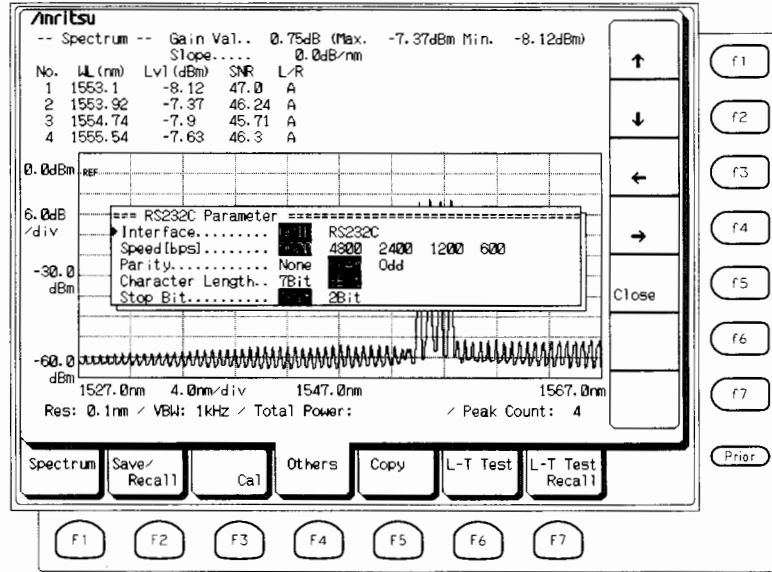 Anritsu
-- Spectrum -- Gain Val.. 0.75dB (Max. -7.37dBm Min. -8.12dBm)
Slope..... 0.0dB/nm
No. WL(nm) Lvl(dBm) SNR L/R
1 1553.1 -8.12 47.0 A
2 1553.92 -7.37 46.24 A
3 1554.74 -7.9 45.71 A
4 1555.54 -7.63 46.3 A
0.0dBm REF
6.0dB
/div
-30.0
dBm
-60.0
dBm
=== RS232C Parameter ===========================
Interface......... RS232C
Speed[bps]........ 4800 2400 1200 600
Parity............ None Odd
Character Length.. 7Bit
Stop Bit.......... 2Bit
1527.0nm 4.0nm/div 1547.0nm 1567.0nm
Res: 0.1nm / VBW: 1kHz / Total Power: / Peak Count: 4
↑
↓
←
→
Close
f1
f2
f3
f4
f5
f6
f7
Prior
Spectrum
Save/
Recall
Cal
Others
Copy
L-T Test
L-T Test
Recall
F1 F2 F3 F4 F5 F6 F7